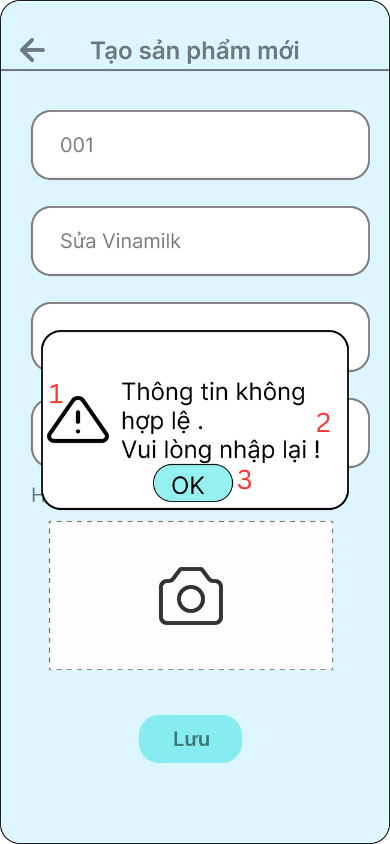 Tạo sản phẩm mới
001
Sửa Vinamilk
1
Thông tin không
hợp lệ .
2
Vui lòng nhập lại !
OK
3
H
Lưu